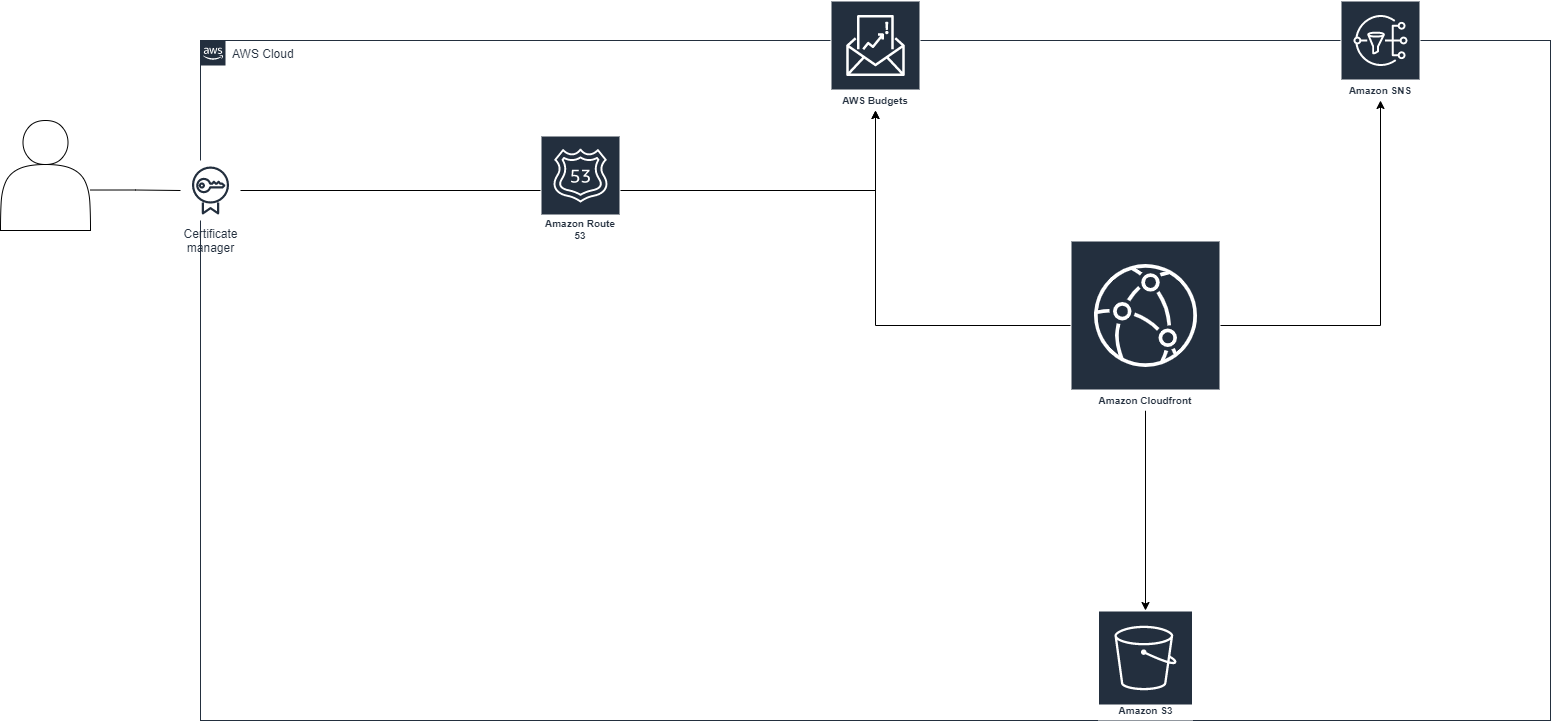 aws
AWS Cloud
AWS Budgets
Amazon SNS
53
Amazon Route
53
Certificate
manager
Amazon Cloudfront
Amazon S3